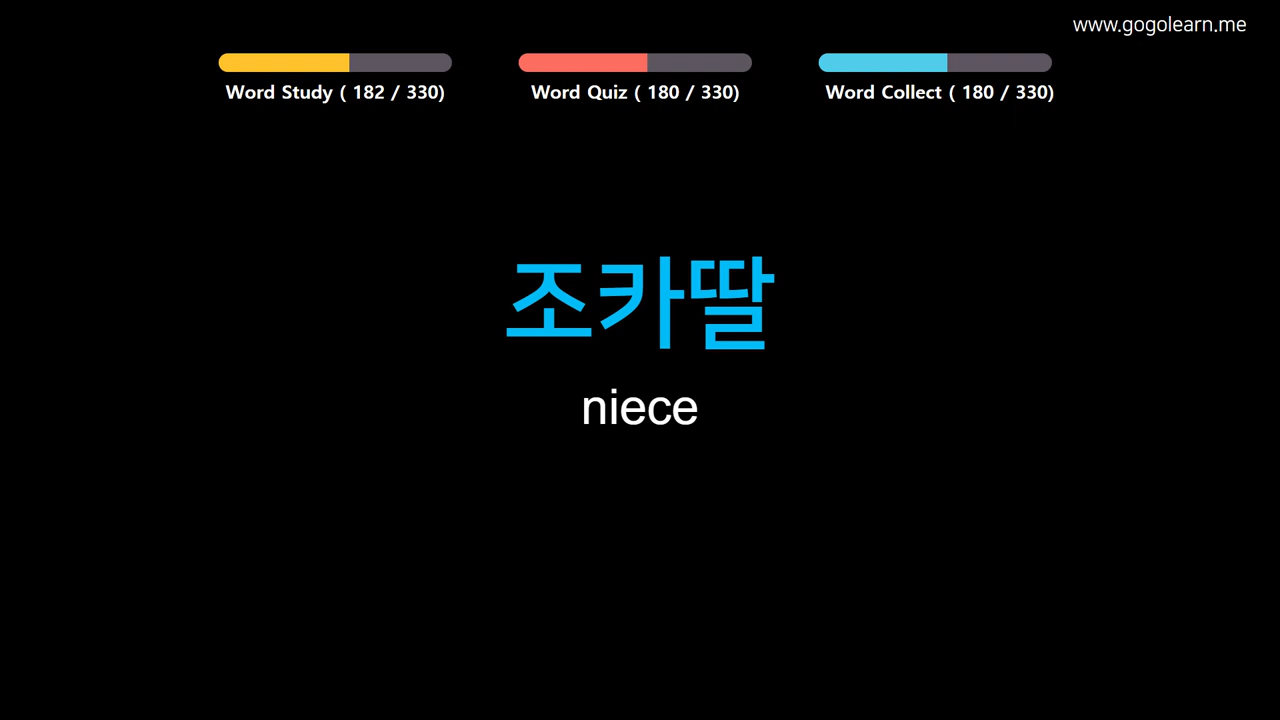 www.gogolearn.me
Word Study ( 182 / 330)
Word Quiz ( 180 / 330)
Word Collect ( 180 / 330)
조카딸
niece